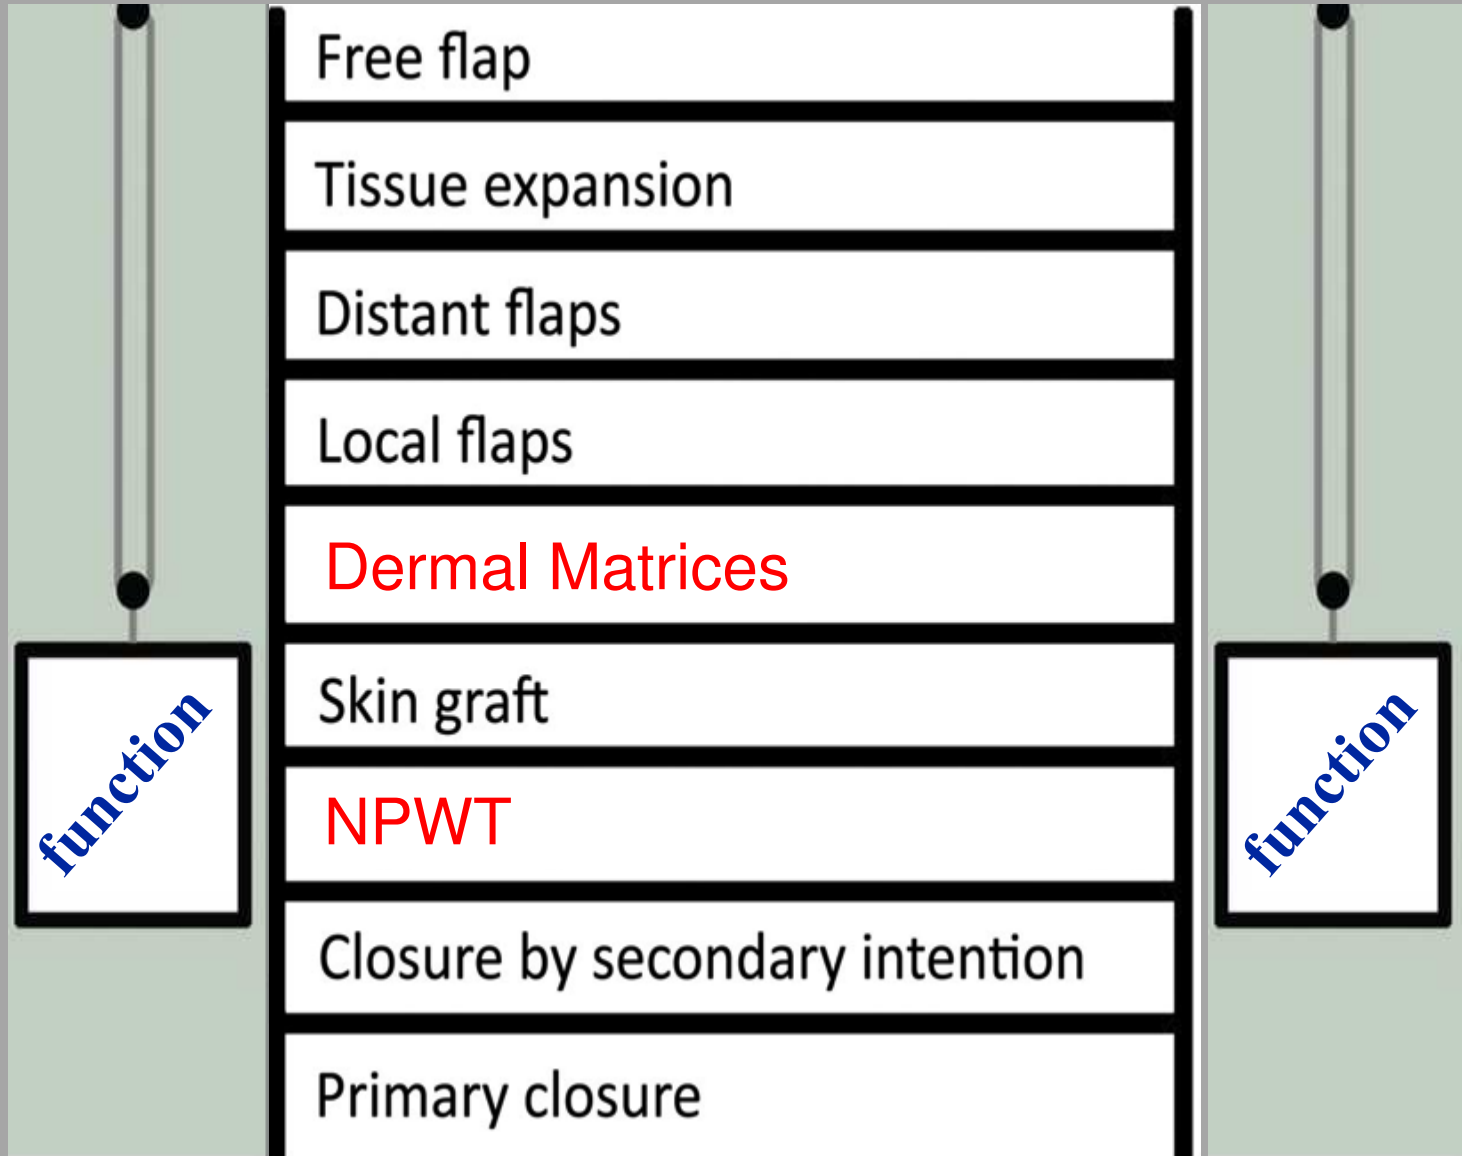 Free flap
Tissue expansion
Distant flaps
Local flaps
Dermal Matrices
Skin graft
NPWT
Closure by secondary intention
Primary closure
function
function